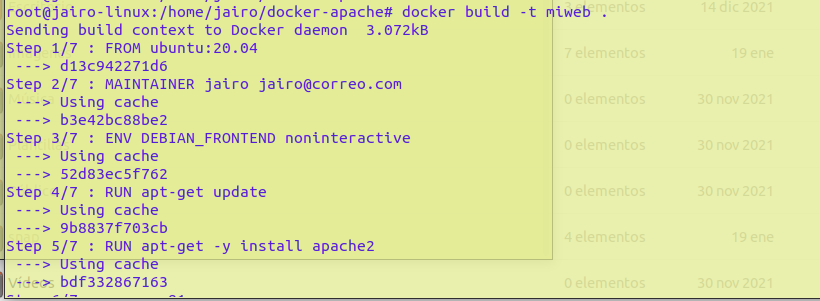 root@jairo-linux:/home/jairo/docker-apache# docker build -t miweb .
Sending build context to Docker daemon  3.072kB
Step 1/7 : FROM ubuntu:20.04
 ---> d13c942271d6
Step 2/7 : MAINTAINER jairo jairo@correo.com
 ---> Using cache
 ---> b3e42bc88be2
Step 3/7 : ENV DEBIAN_FRONTEND noninteractive
 ---> Using cache
 ---> 52d83ec5f762
Step 4/7 : RUN apt-get update
 ---> Using cache
 ---> 9b8837f703cb
Step 5/7 : RUN apt-get -y install apache2
 ---> Using cache
 ---> bdf332867163
elementos 14 dic 2021
7 elementos 19 ene
0 elementos 30 nov 2021
0 elementos 30 nov 2021
0 elementos 30 nov 2021
4 elementos 19 ene
0 elementos 30 nov 2021